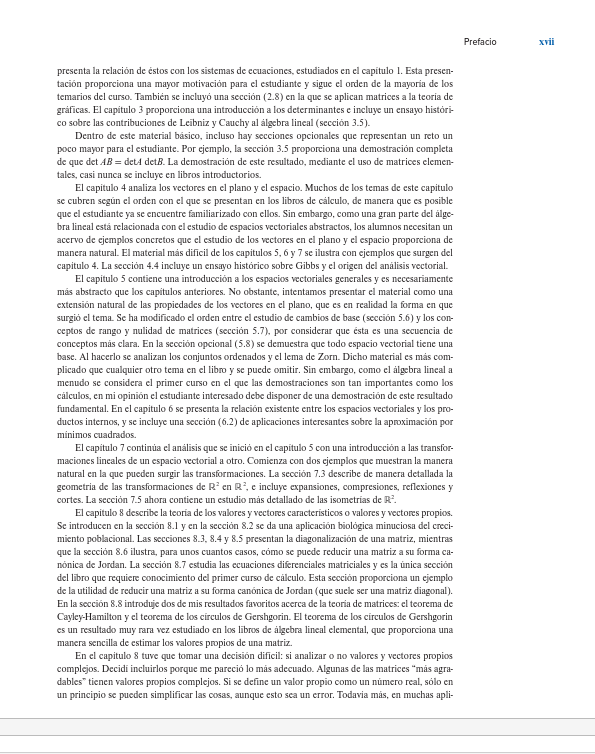 Prefacio xvii
presenta la relación de éstos con los sistemas de ecuaciones, estudiados en el capítulo 1. Esta presen-
tación proporciona una mayor motivación para el estudiante y sigue el orden de la mayoría de los
temarios del curso. También se incluyó una sección (2.8) en la que se aplican matrices a la teoría de
gráficas. El capítulo 3 proporciona una introducción a los determinantes e incluye un ensayo históri-
co sobre las contribuciones de Leibniz y Cauchy al álgebra lineal (sección 3.5).
Dentro de este material básico, incluso hay secciones opcionales que representan un reto un
poco mayor para el estudiante. Por ejemplo, la sección 3.5 proporciona una demostración completa
de que det AB = detA detB. La demostración de este resultado, mediante el uso de matrices elemen-
tales, casi nunca se incluye en libros introductorios.
El capítulo 4 analiza los vectores en el plano y el espacio. Muchos de los temas de este capítulo
se cubren según el orden con el que se presentan en los libros de cálculo, de manera que es posible
que el estudiante ya se encuentre familiarizado con ellos. Sin embargo, como una gran parte del álge-
bra lineal está relacionada con el estudio de espacios vectoriales abstractos, los alumnos necesitan un
acervo de ejemplos concretos que el estudio de los vectores en el plano y el espacio proporciona de
manera natural. El material más difícil de los capítulos 5, 6 y 7 se ilustra con ejemplos que surgen del
capítulo 4. La sección 4.4 incluye un ensayo histórico sobre Gibbs y el origen del análisis vectorial.
El capítulo 5 contiene una introducción a los espacios vectoriales generales y es necesariamente
más abstracto que los capítulos anteriores. No obstante, intentamos presentar el material como una
extensión natural de las propiedades de los vectores en el plano, que es en realidad la forma en que
surgió el tema. Se ha modificado el orden entre el estudio de cambios de base (sección 5.6) y los con-
ceptos de rango y nulidad de matrices (sección 5.7), por considerar que ésta es una secuencia de
conceptos más clara. En la sección opcional (5.8) se demuestra que todo espacio vectorial tiene una
base. Al hacerlo se analizan los conjuntos ordenados y el lema de Zorn. Dicho material es más com-
plicado que cualquier otro tema en el libro y se puede omitir. Sin embargo, como el álgebra lineal a
menudo se considera el primer curso en el que las demostraciones son tan importantes como los
cálculos, en mi opinión el estudiante interesado debe disponer de una demostración de este resultado
fundamental. En el capítulo 6 se presenta la relación existente entre los espacios vectoriales y los pro-
ductos internos, y se incluye una sección (6.2) de aplicaciones interesantes sobre la aproximación por
mínimos cuadrados.
El capítulo 7 continúa el análisis que se inició en el capítulo 5 con una introducción a las transfor-
maciones lineales de un espacio vectorial a otro. Comienza con dos ejemplos que muestran la manera
natural en la que pueden surgir las transformaciones. La sección 7.3 describe de manera detallada la
geometría de las transformaciones de ℝ² en ℝ², e incluye expansiones, compresiones, reflexiones y
cortes. La sección 7.5 ahora contiene un estudio más detallado de las isometrías de ℝ².
El capítulo 8 describe la teoría de los valores y vectores característicos o valores y vectores propios.
Se introducen en la sección 8.1 y en la sección 8.2 se da una aplicación biológica minuciosa del creci-
miento poblacional. Las secciones 8.3, 8.4 y 8.5 presentan la diagonalización de una matriz, mientras
que la sección 8.6 ilustra, para unos cuantos casos, cómo se puede reducir una matriz a su forma ca-
nónica de Jordan. La sección 8.7 estudia las ecuaciones diferenciales matriciales y es la única sección
del libro que requiere conocimiento del primer curso de cálculo. Esta sección proporciona un ejemplo
de la utilidad de reducir una matriz a su forma canónica de Jordan (que suele ser una matriz diagonal).
En la sección 8.8 introduje dos de mis resultados favoritos acerca de la teoría de matrices: el teorema de
Cayley-Hamilton y el teorema de los círculos de Gershgorin. El teorema de los círculos de Gershgorin
es un resultado muy rara vez estudiado en los libros de álgebra lineal elemental, que proporciona una
manera sencilla de estimar los valores propios de una matriz.
En el capítulo 8 tuve que tomar una decisión difícil: si analizar o no valores y vectores propios
complejos. Decidí incluirlos porque me pareció lo más adecuado. Algunas de las matrices “más agra-
dables” tienen valores propios complejos. Si se define un valor propio como un número real, sólo en
un principio se pueden simplificar las cosas, aunque esto sea un error. Todavía más, en muchas apli-